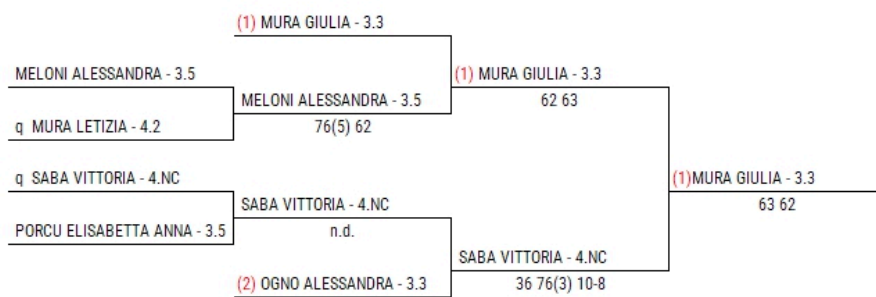 (1) MURA GIULIA - 3.3
MELONI ALESSANDRA - 3.5
(1) MURA GIULIA - 3.3
MELONI ALESSANDRA - 3.5
62 63
q MURA LETIZIA - 4.2
76(5) 62
q SABA VITTORIA - 4.NC
(1)MURA GIULIA - 3.3
SABA VITTORIA - 4.NC
63 62
PORCU ELISABETTA ANNA - 3.5
n.d.
SABA VITTORIA - 4.NC
(2) OGNO ALESSANDRA - 3.3
36 76(3) 10-8